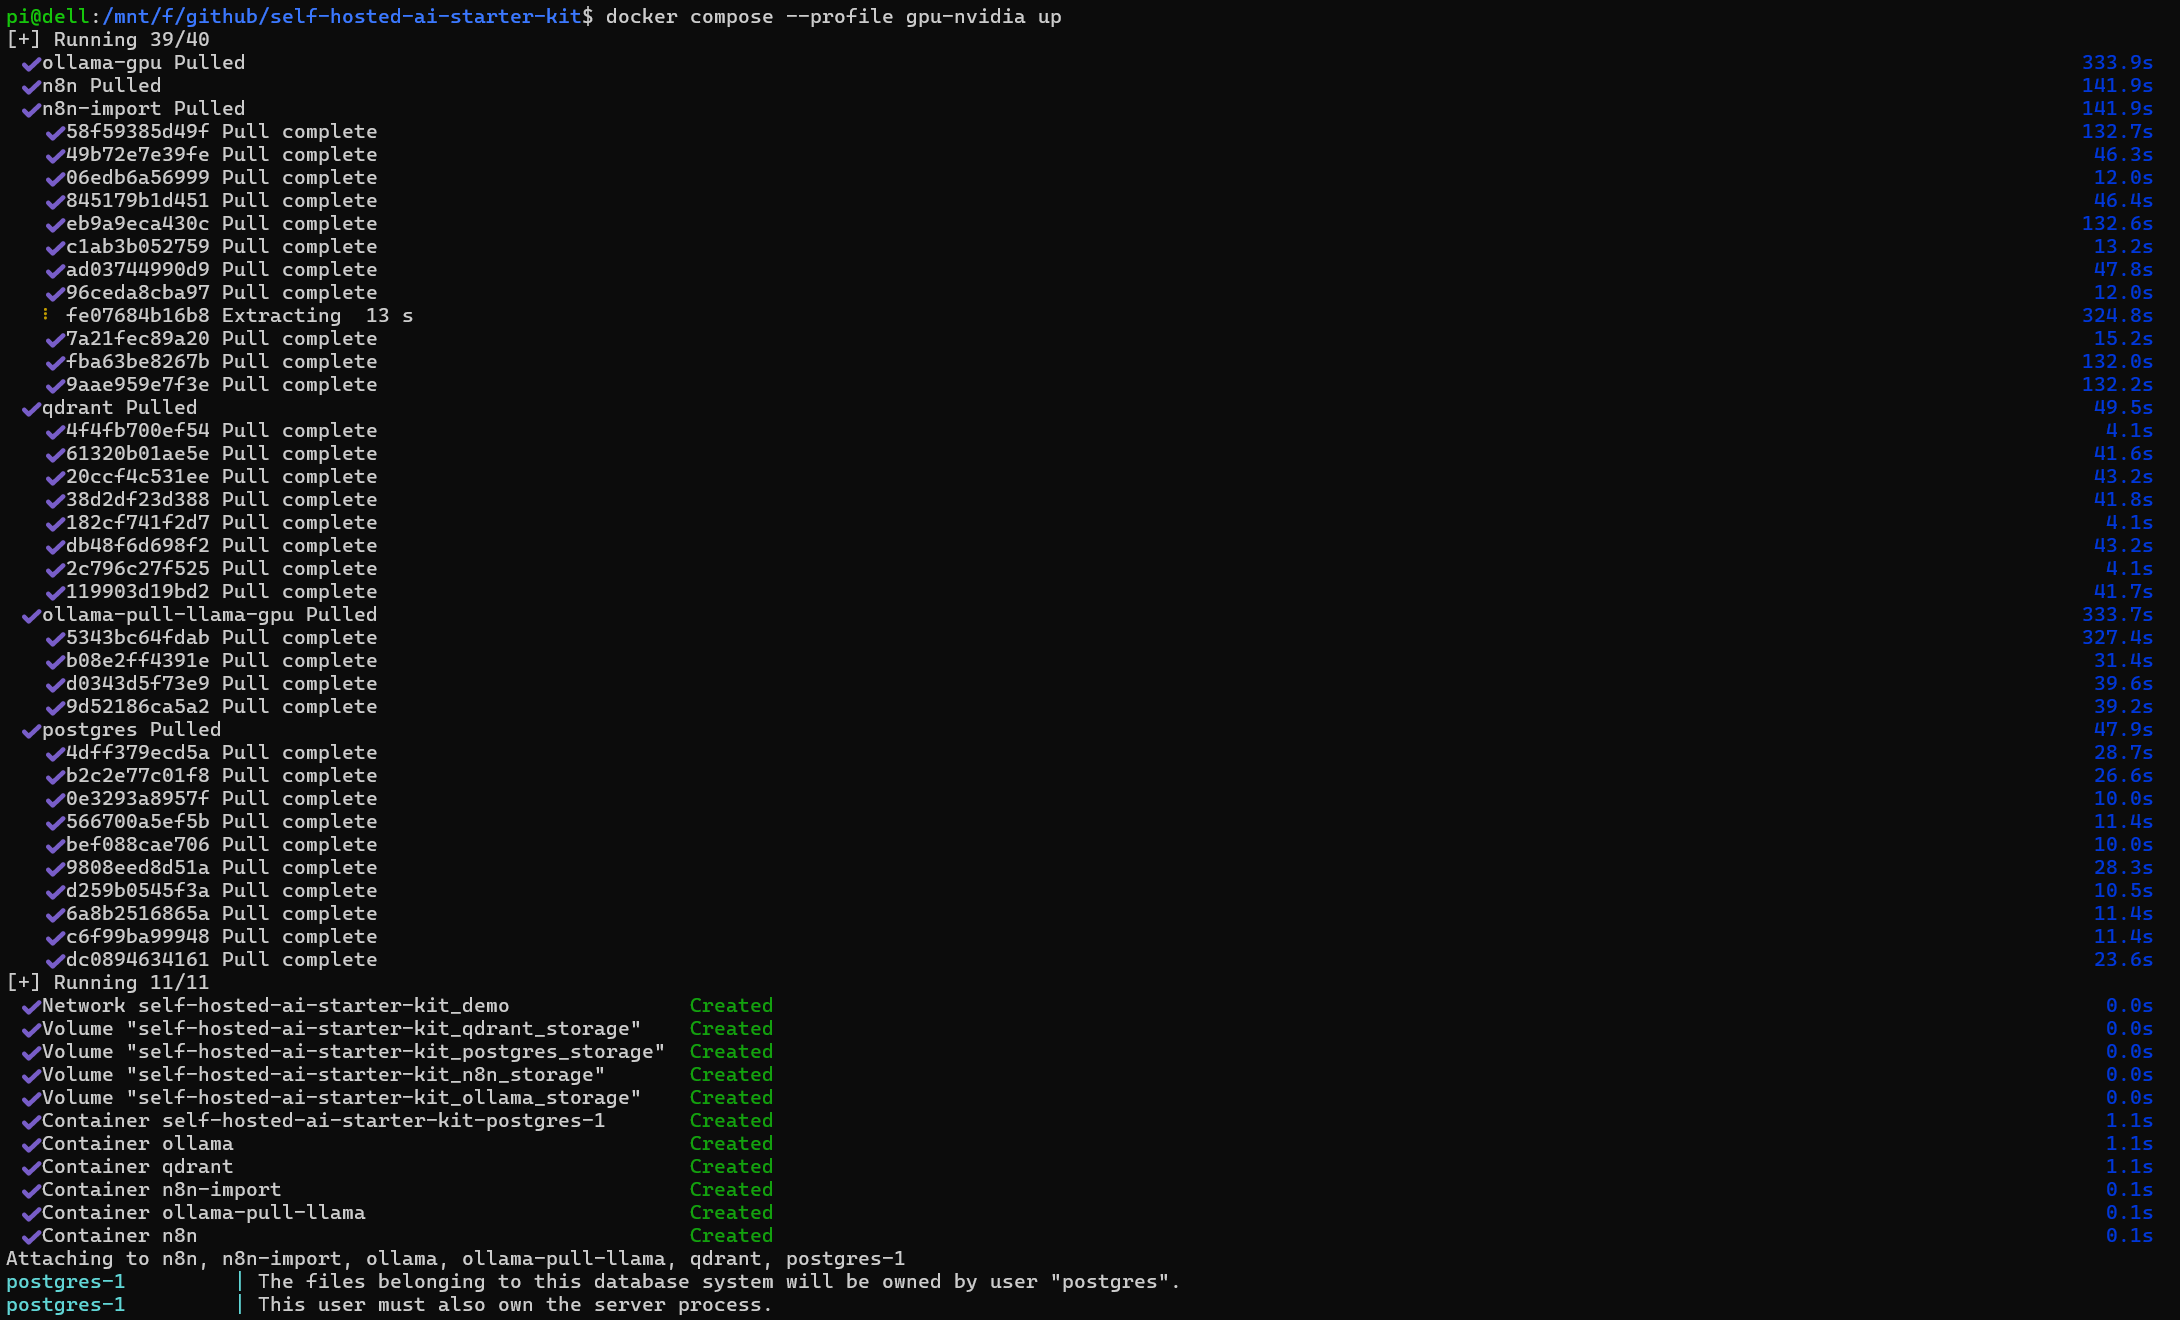 pi@dell:/mnt/f/github/self-hosted-ai-starter-kit$ docker compose --profile gpu-nvidia up
[+] Running 39/40
✔ollama-gpu Pulled 333.9s
✔n8n Pulled 141.9s
✔n8n-import Pulled 141.9s
✔58f59385d49f Pull complete 132.7s
✔49b72e7e39fe Pull complete 46.3s
✔06edb6a56999 Pull complete 12.0s
✔845179b1d451 Pull complete 46.4s
✔eb9a9eca430c Pull complete 132.6s
✔c1ab3b052759 Pull complete 13.2s
✔ad03744990d9 Pull complete 47.8s
✔96ceda8cba97 Pull complete 12.0s
⠸ fe07684b16b8 Extracting 13 s 324.8s
✔7a21fec89a20 Pull complete 15.2s
✔fba63be8267b Pull complete 132.0s
✔9aae959e7f3e Pull complete 132.2s
✔qdrant Pulled 49.5s
✔4f4fb700ef54 Pull complete 4.1s
✔61320b01ae5e Pull complete 41.6s
✔20ccf4c531ee Pull complete 43.2s
✔38d2df23d388 Pull complete 41.8s
✔182cf741f2d7 Pull complete 4.1s
✔db48f6d698f2 Pull complete 43.2s
✔2c796c27f525 Pull complete 4.1s
✔119903d19bd2 Pull complete 41.7s
✔ollama-pull-llama-gpu Pulled 333.7s
✔5343bc64fdab Pull complete 327.4s
✔b08e2ff4391e Pull complete 31.4s
✔d0343d5f73e9 Pull complete 39.6s
✔9d52186ca5a2 Pull complete 39.2s
✔postgres Pulled 47.9s
✔4dff379ecd5a Pull complete 28.7s
✔b2c2e77c01f8 Pull complete 26.6s
✔0e3293a8957f Pull complete 10.0s
✔566700a5ef5b Pull complete 11.4s
✔bef088cae706 Pull complete 10.0s
✔9808eed8d51a Pull complete 28.3s
✔d259b0545f3a Pull complete 10.5s
✔6a8b2516865a Pull complete 11.4s
✔c6f99ba99948 Pull complete 11.4s
✔dc0894634161 Pull complete 23.6s
[+] Running 11/11
✔Network self-hosted-ai-starter-kit_demo Created 0.0s
✔Volume "self-hosted-ai-starter-kit_qdrant_storage" Created 0.0s
✔Volume "self-hosted-ai-starter-kit_postgres_storage" Created 0.0s
✔Volume "self-hosted-ai-starter-kit_n8n_storage" Created 0.0s
✔Volume "self-hosted-ai-starter-kit_ollama_storage" Created 0.0s
✔Container self-hosted-ai-starter-kit-postgres-1 Created 1.1s
✔Container ollama Created 1.1s
✔Container qdrant Created 1.1s
✔Container n8n-import Created 0.1s
✔Container ollama-pull-llama Created 0.1s
✔Container n8n Created 0.1s
Attaching to n8n, n8n-import, ollama, ollama-pull-llama, qdrant, postgres-1
postgres-1 | The files belonging to this database system will be owned by user "postgres".
postgres-1 | This user must also own the server process.